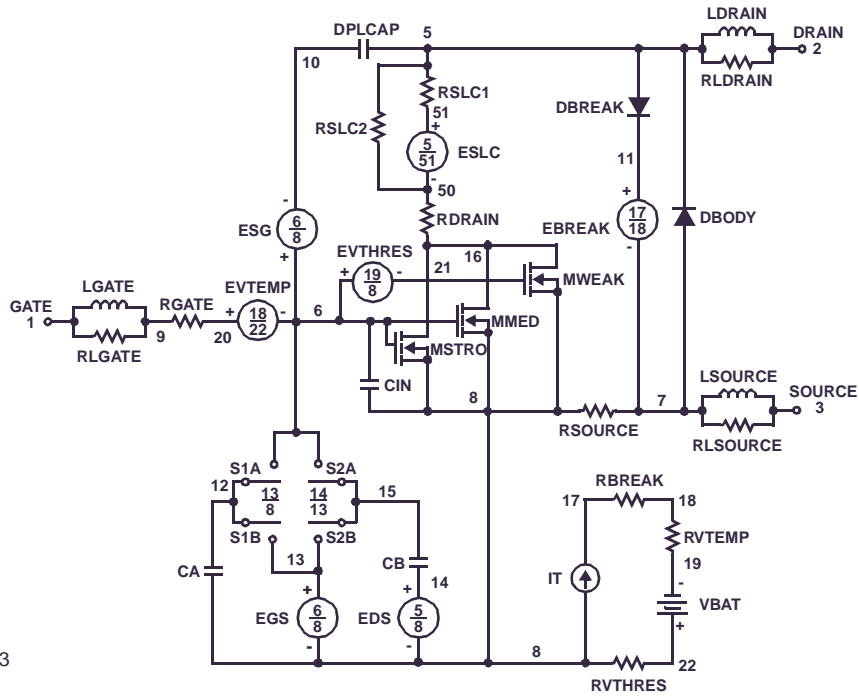 LDRAIN
DPLCAP 5 DRAIN
10 2
RLDRAIN
RSLC1
DBREAK
51
+
RSLC2
5
51
ESLC
11
-
50
-
+
17
18
RDRAIN
6
8
ESG
EBREAK
DBODY
EVTHRES
+
16
-
+ 19
8
- 21
MWEAK
LGATE
EVTEMP
GATE
1
RGATE
+ 18
22
- 6
MMED
9 20
MSTRO
RLGATE
LSOURCE
CIN
8 7 SOURCE
3
RSOURCE
RLSOURCE
S1A S2A
12
13
8
14
13
15
RBREAK
17 18
S1B S2B
RVTEMP
13
CB
19
CA
IT
14
-
+ +
VBAT
EGS
6
8
EDS
5
8
+
- -
8
22
RVTHRES
3